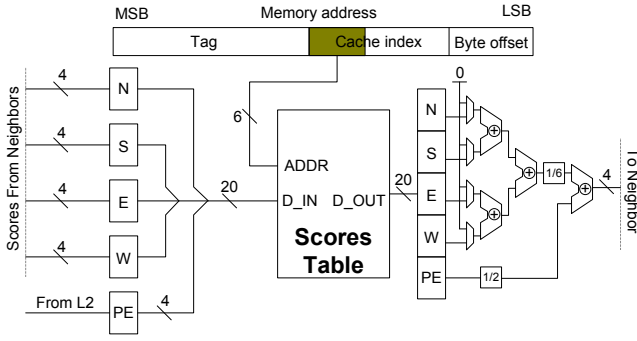 MSB
Memory address
LSB
Tag
Cache index
Byte offset
Scores From Neighbors
4
N
4
S
4
E
4
W
From L2
PE
4
20
6
ADDR
D_IN
D_OUT
Scores
Table
20
N
S
E
W
PE
0
+
+
+
+
1/6
1/2
4
To Neighbor